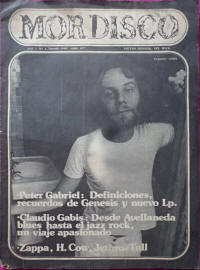 MORDISCO
·Peter Gabriel: Definiciones,
recuerdos de Genesis y nuevo Lp.
·Claudio Gabis: Desde Avellaneda
blues hasta el jazz rock,
un viaje apasionado.
·Zappa, H. Cow, Jethro Tull